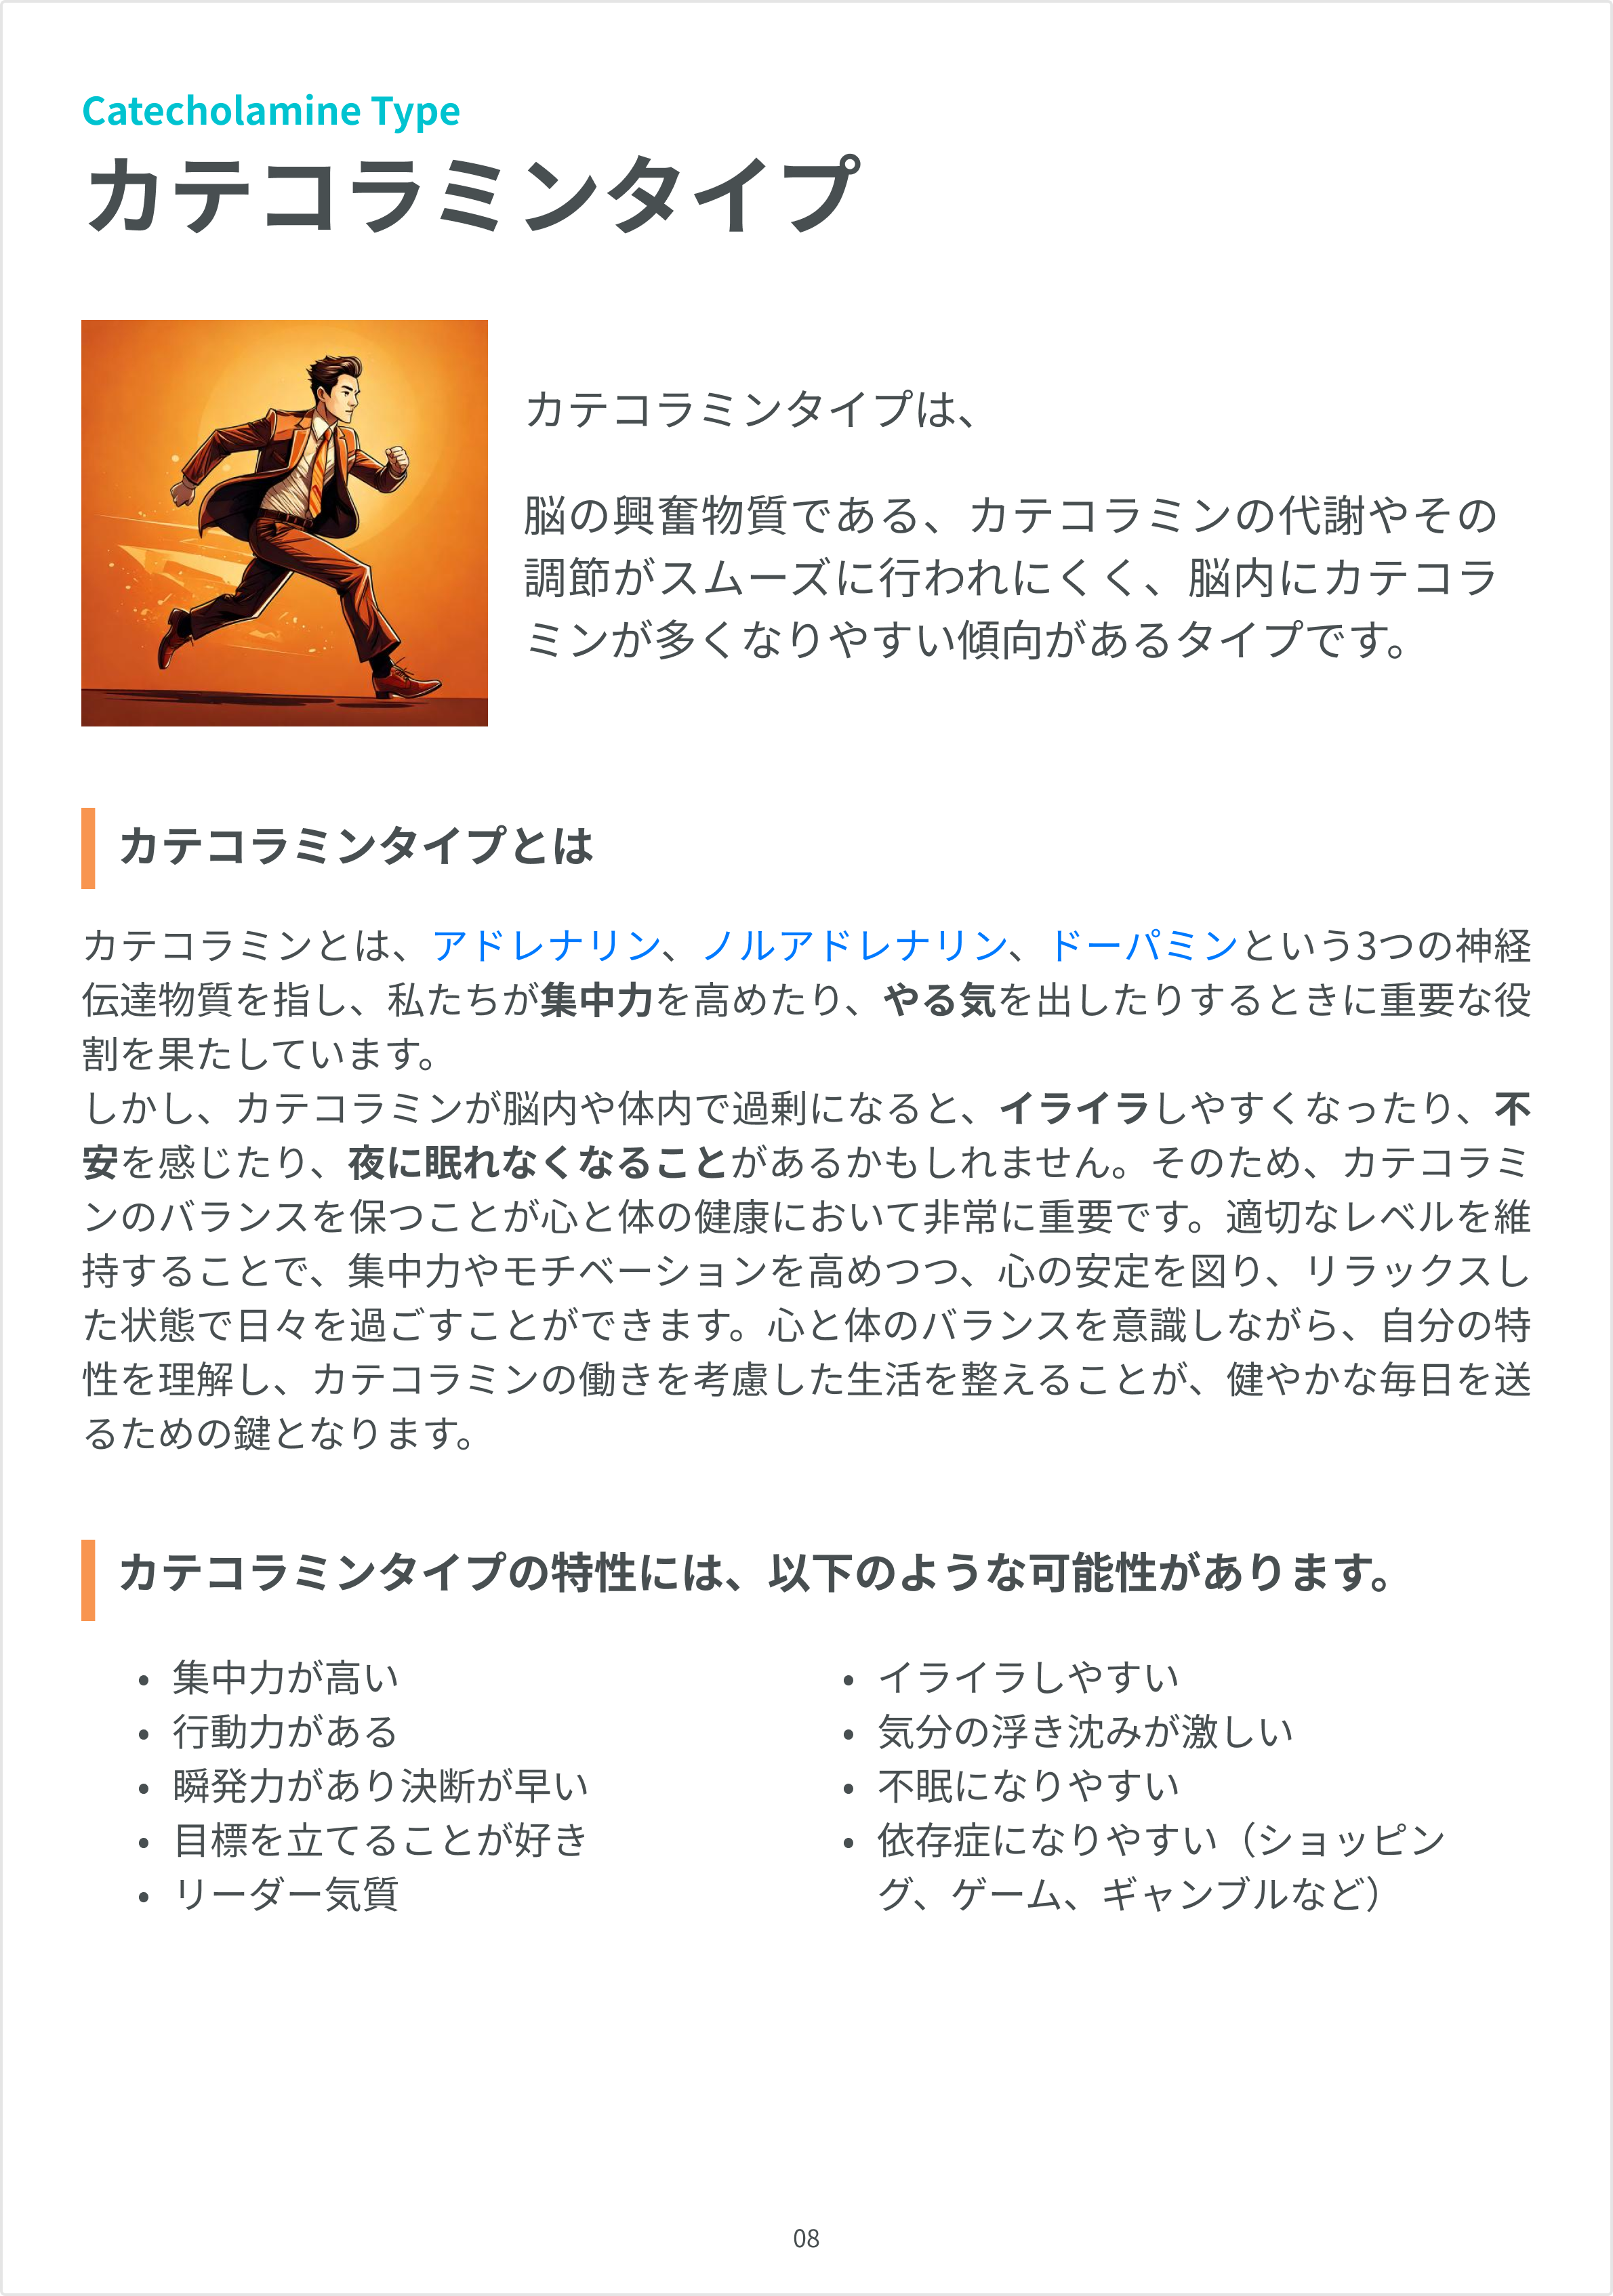 Catecholamine Type
カテコラミンタイプ
カテコラミンタイプは、
脳の興奮物質である、カテコラミンの代謝やその
調節がスムーズに行われにくく、脳内にカテコラ
ミンが多くなりやすい傾向があるタイプです。
カテコラミンタイプとは
カテコラミンとは、アドレナリン、ノルアドレナリン、ドーパミンという3つの神経
伝達物質を指し、私たちが集中力を高めたり、やる気を出したりするときに重要な役
割を果たしています。
しかし、カテコラミンが脳内や体内で過剰になると、イライラしやすくなったり、不
安を感じたり、夜に眠れなくなることがあるかもしれません。そのため、カテコラミ
ンのバランスを保つことが心と体の健康において非常に重要です。適切なレベルを維
持することで、集中力やモチベーションを高めつつ、心の安定を図り、リラックスし
た状態で日々を過ごすことができます。心と体のバランスを意識しながら、自分の特
性を理解し、カテコラミンの働きを考慮した生活を整えることが、健やかな毎日を送
るための鍵となります。
カテコラミンタイプの特性には、以下のような可能性があります。
• 集中力が高い
• 行動力がある
• 瞬発力があり決断が早い
• 目標を立てることが好き
• リーダー気質
• イライラしやすい
• 気分の浮き沈みが激しい
• 不眠になりやすい
• 依存症になりやすい（ショッピン
グ、ゲーム、ギャンブルなど）
08